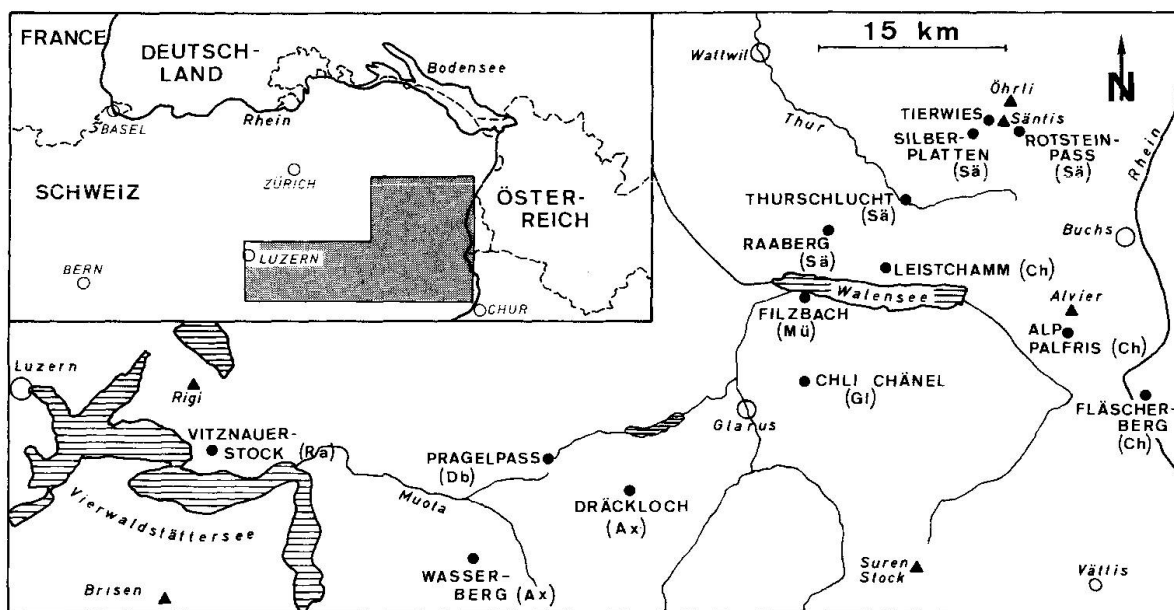 FRANCE
DEUTSCH-
LAND
Bodensee
BASEL
Rhein
ZÜRICH
SCHWEIZ
ÖSTER-
REICH
LUZERN
BERN
CHUR
15 km
N
Wattwil
Öhrli
TIERWIES
Säntis
SILBER-
PLATTEN
(Sä)
ROTSTEIN-
PASS
(Sä)
Thur
Rhein
THURSCHLUCHT
(Sä)
RAABERG
(Sä)
Buchs
LEISTCHAMM (Ch)
Walensee
Alvier
FILZBACH
(Mü)
ALP
PALFRIS (Ch)
Luzern
Rigi
CHLI CHÄNEL
(Gl)
Glarus
FLÄSCHER-
BERG
(Ch)
VITZNAUER-
STOCK (Rä)
PRAGELPASS
(Db)
Muota
DRÄCKLOCH
(Ax)
Vierwaldstättersee
WASSER-
BERG (Ax)
Suren
Stock
Vättis
Brisen